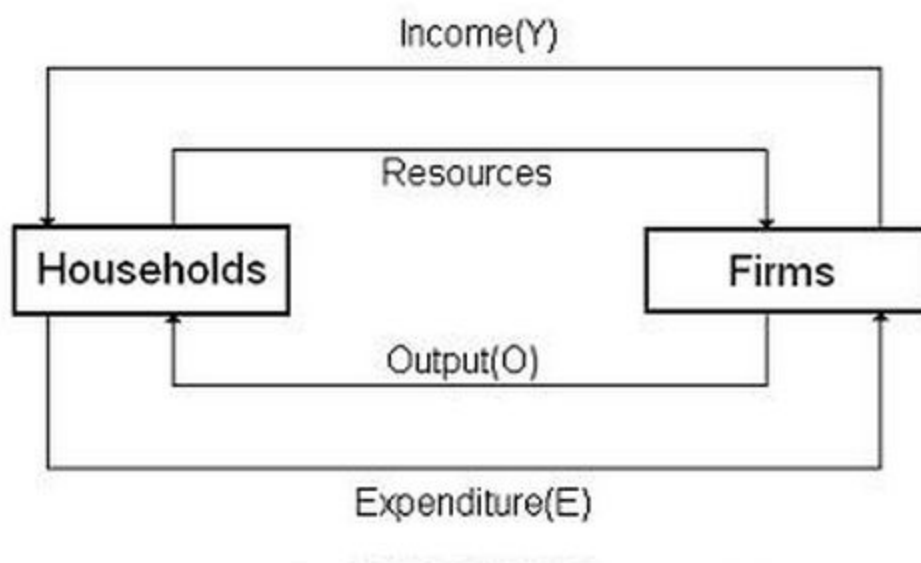 Income(Y)
Resources
Households
Firms
Output(O)
Expenditure(E)